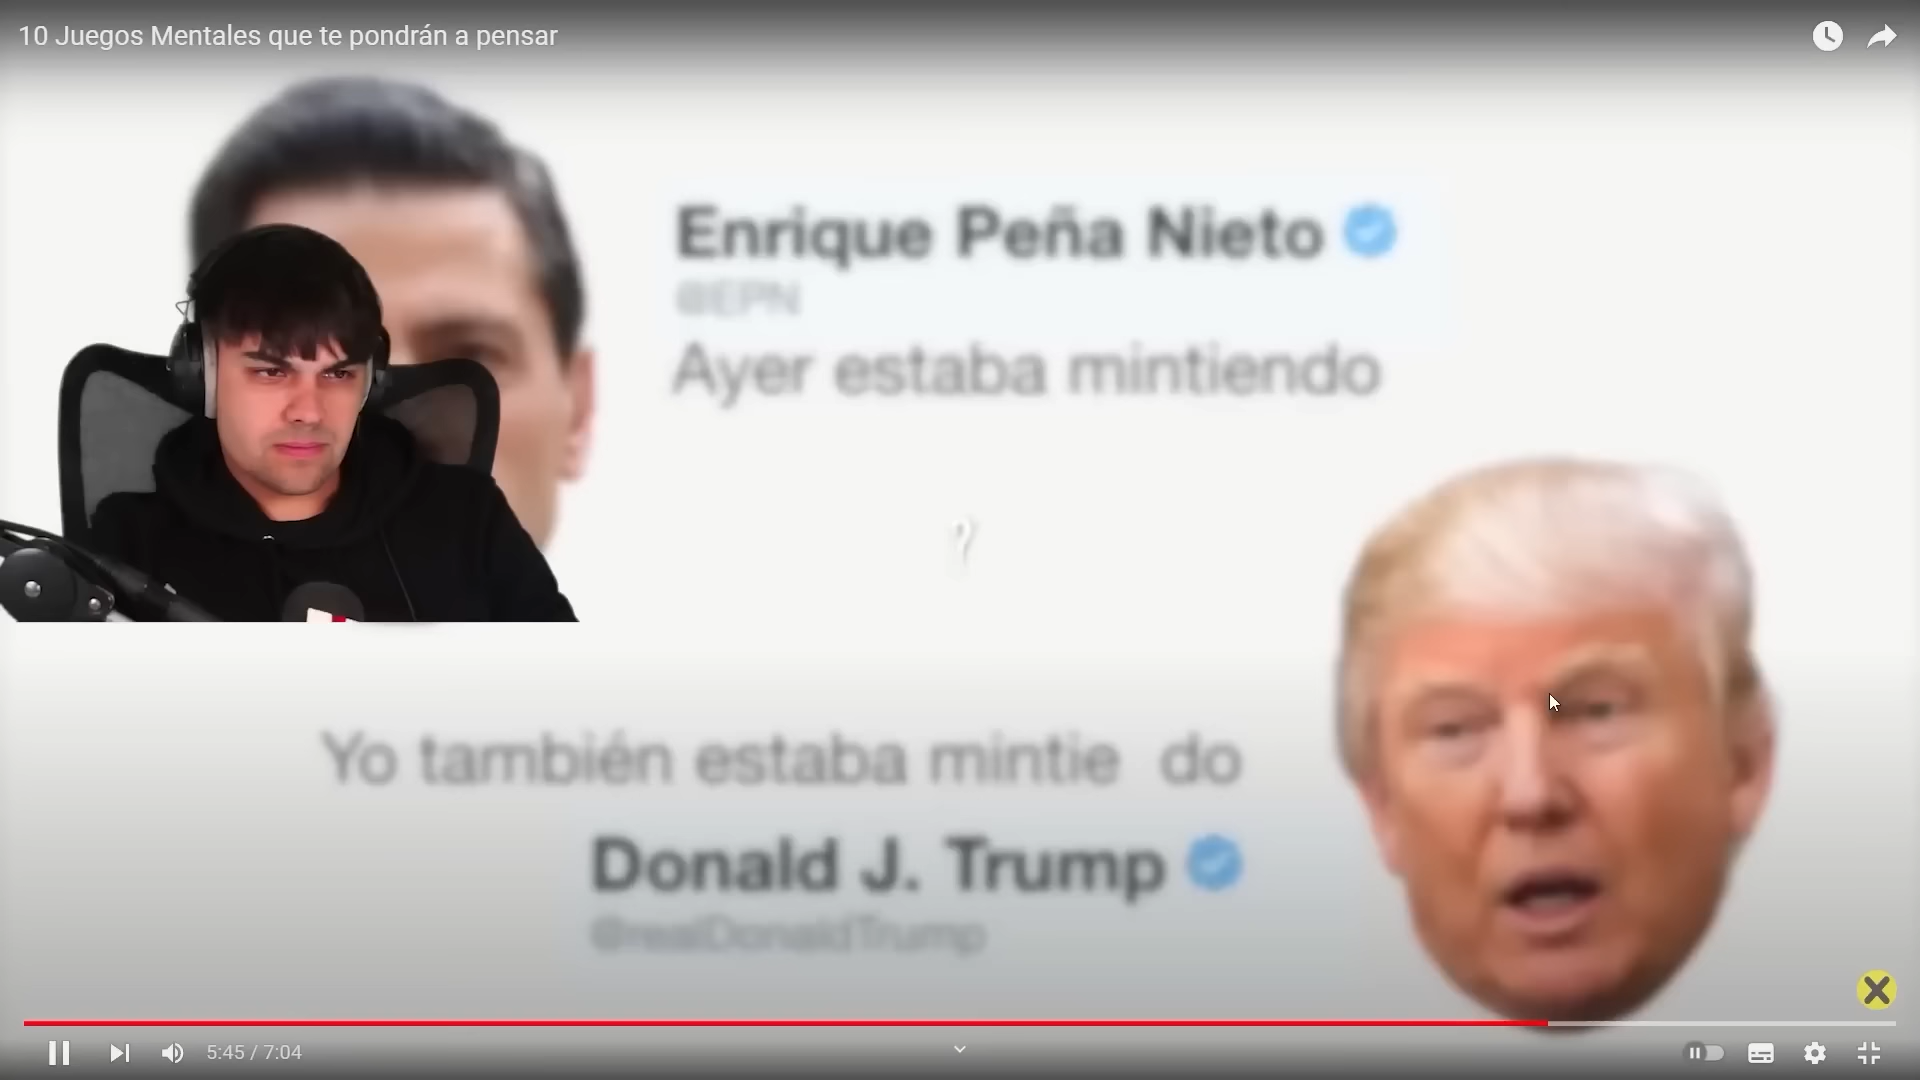 10 Juegos Mentales que te pondrán a pensar
Enrique Peña Nieto
@EPN
Ayer estaba mintiendo
?
Yo también estaba mintie do
Donald J. Trump
@realDonaldTrump
5:45 / 7:04